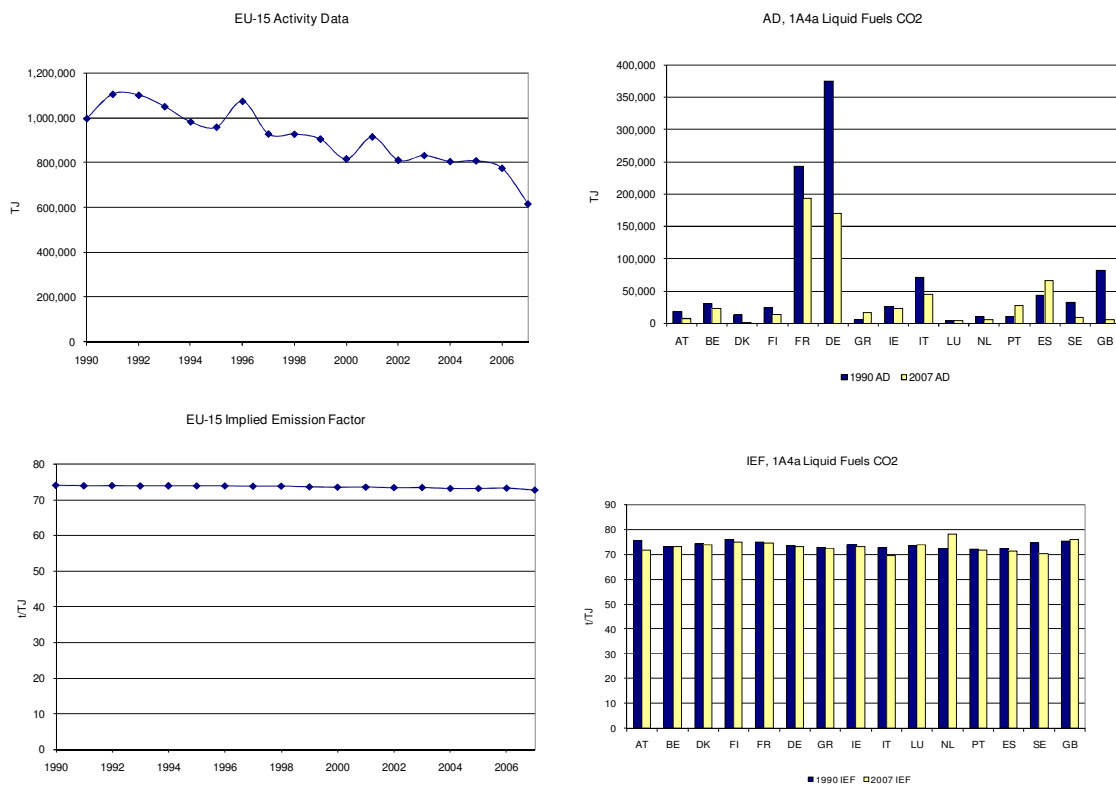 EU-15 Activity Data
1,200,000
1,000,000
800,000
600,000
400,000
200,000
0
TJ
1990 1992 1994 1996 1998 2000 2002 2004 2006
AD, 1A4a Liquid Fuels CO2
400,000
350,000
300,000
250,000
200,000
150,000
100,000
50,000
0
TJ
AT BE DK FI FR DE GR IE IT LU NL PT ES SE GB
1990 AD 2007 AD
EU-15 Implied Emission Factor
80
70
60
50
40
30
20
10
0
t/TJ
1990 1992 1994 1996 1998 2000 2002 2004 2006
IEF, 1A4a Liquid Fuels CO2
90
80
70
60
50
40
30
20
10
0
t/TJ
AT BE DK FI FR DE GR IE IT LU NL PT ES SE GB
1990 IEF 2007 IEF